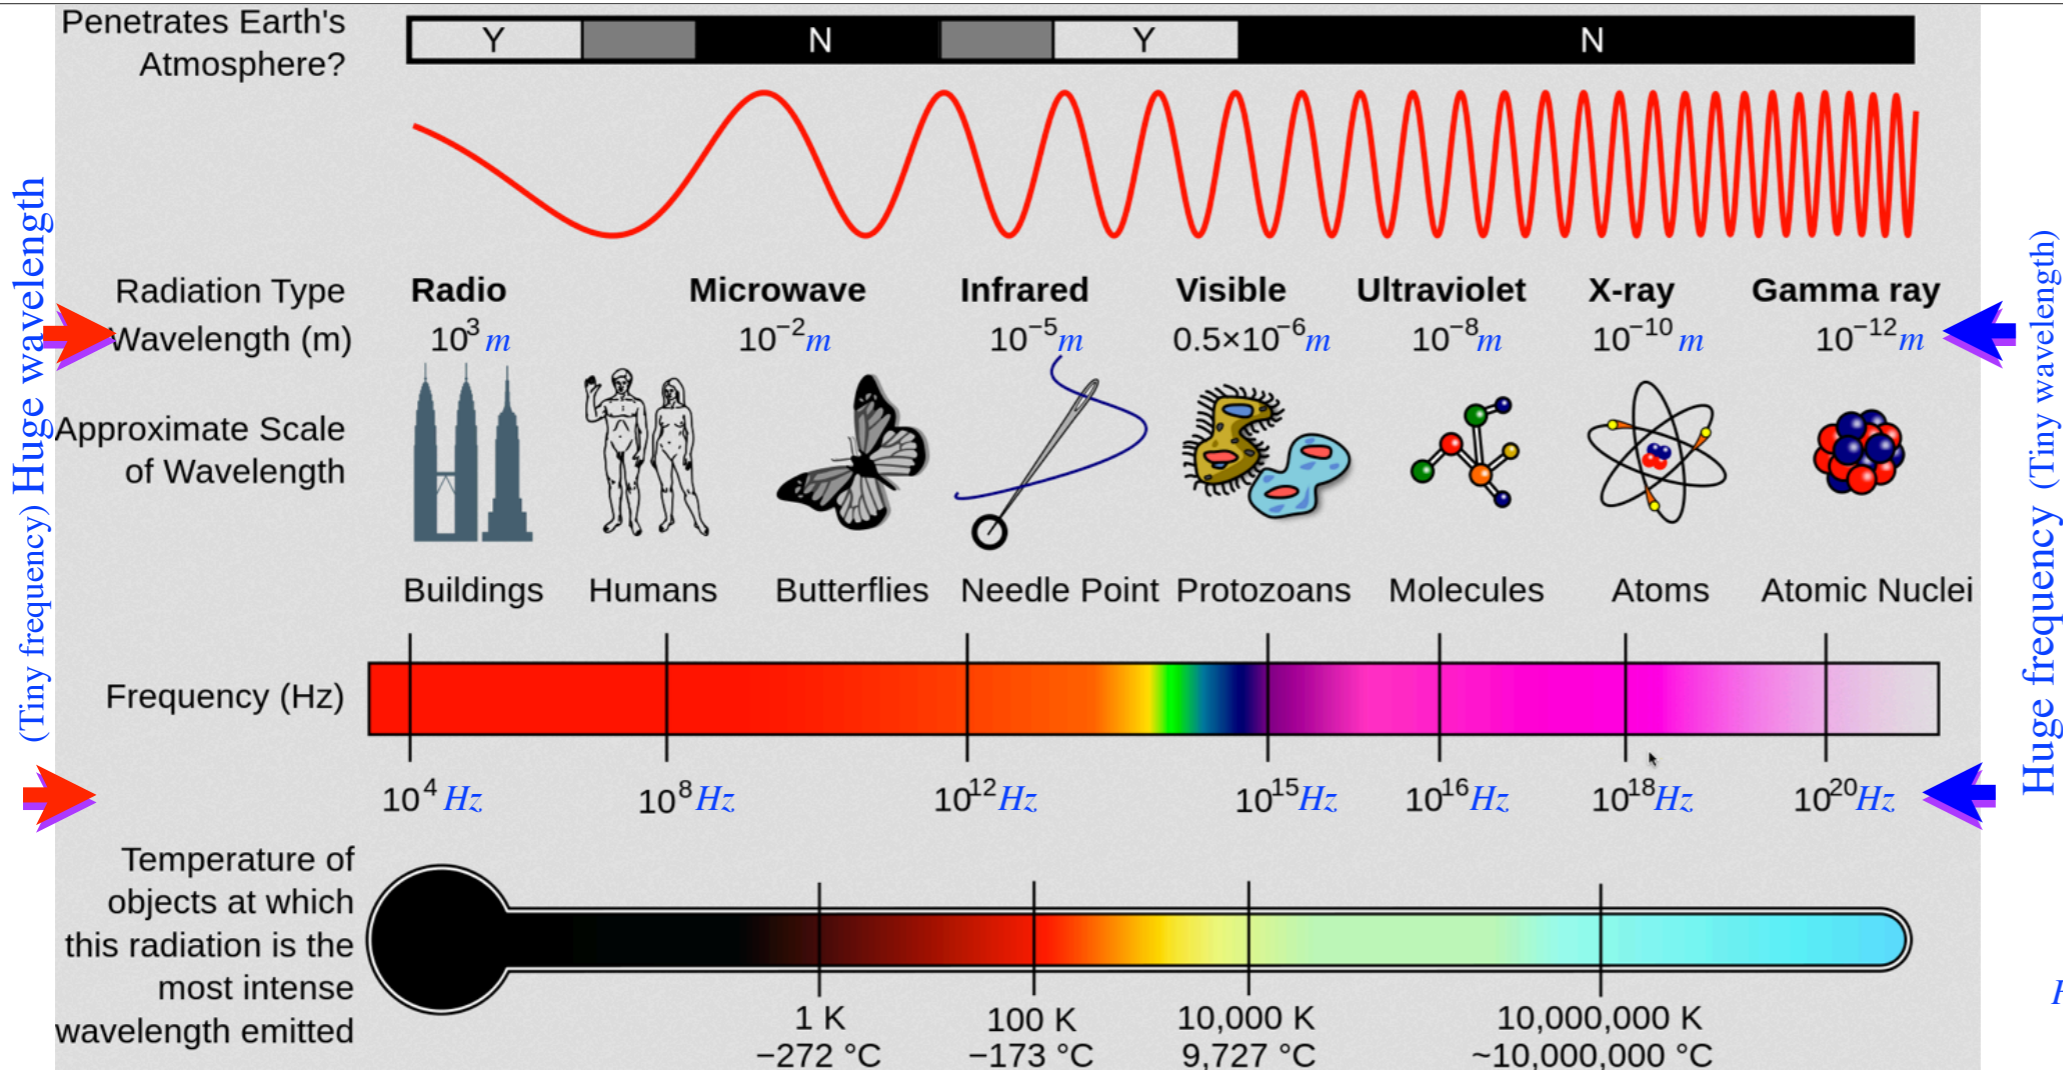 Penetrates Earth's
Atmosphere?
Y N Y N
Radiation Type Radio Microwave Infrared Visible Ultraviolet X-ray Gamma ray
Wavelength (m) 10³ m 10⁻² m 10⁻⁵ m 0.5×10⁻⁶ m 10⁻⁸ m 10⁻¹⁰ m 10⁻¹² m
Approximate Scale
of Wavelength
Buildings Humans Butterflies Needle Point Protozoans Molecules Atoms Atomic Nuclei
Frequency (Hz)
10⁴ Hz 10⁸ Hz 10¹² Hz 10¹⁵ Hz 10¹⁶ Hz 10¹⁸ Hz 10²⁰ Hz
Temperature of
objects at which
this radiation is the
most intense
wavelength emitted
1 K 100 K 10,000 K 10,000,000 K
−272 °C −173 °C 9,727 °C ~10,000,000 °C
(Tiny frequency) Huge wavelength
Huge frequency (Tiny wavelength)